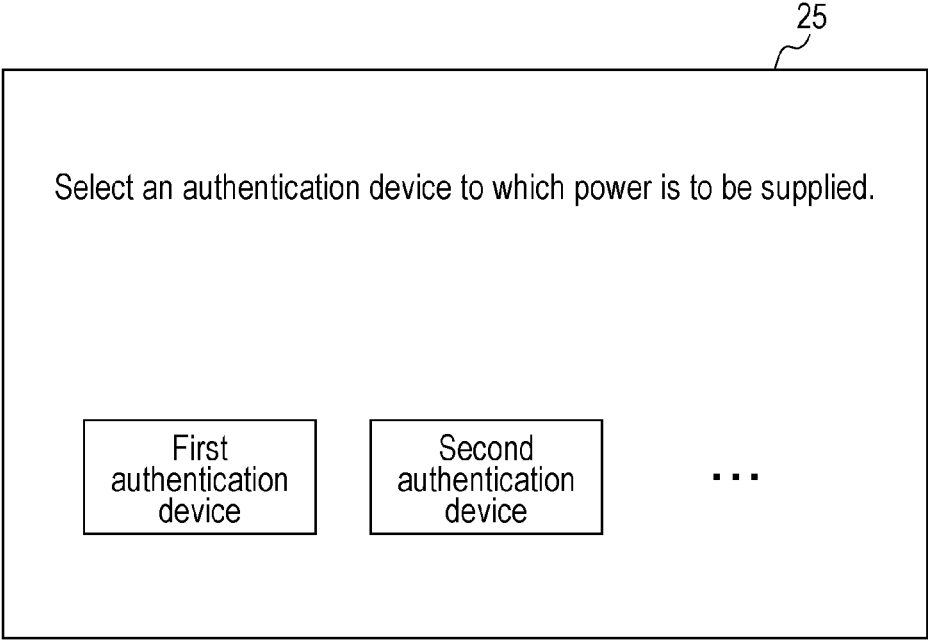 25
Select an authentication device to which power is to be supplied.
First
authentication
device
Second
authentication
device
...